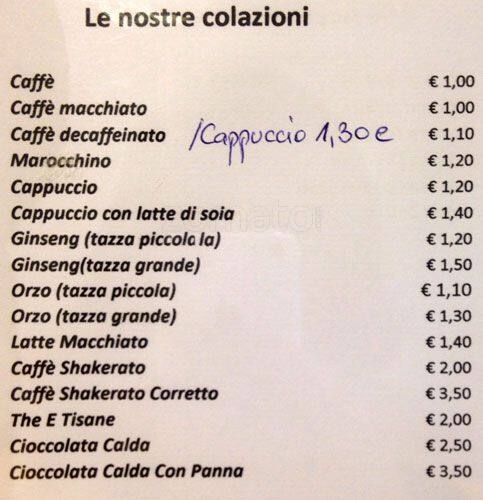 Le nostre colazioni
Caffè € 1,00
Caffè macchiato € 1,00
Caffè decaffeinato /Cappuccio 1,30 e € 1,10
Marocchino € 1,20
Cappuccio € 1,20
Cappuccio con latte di soia € 1,40
zomato
Ginseng (tazza piccola la) € 1,20
Ginseng(tazza grande) € 1,50
Orzo (tazza piccola) € 1,10
Orzo (tazza grande) € 1,30
Latte Macchiato € 1,40
Caffè Shakerato € 2,00
Caffè Shakerato Corretto € 3,50
The E Tisane € 2,00
Cioccolata Calda € 2,50
Cioccolata Calda Con Panna € 3,50